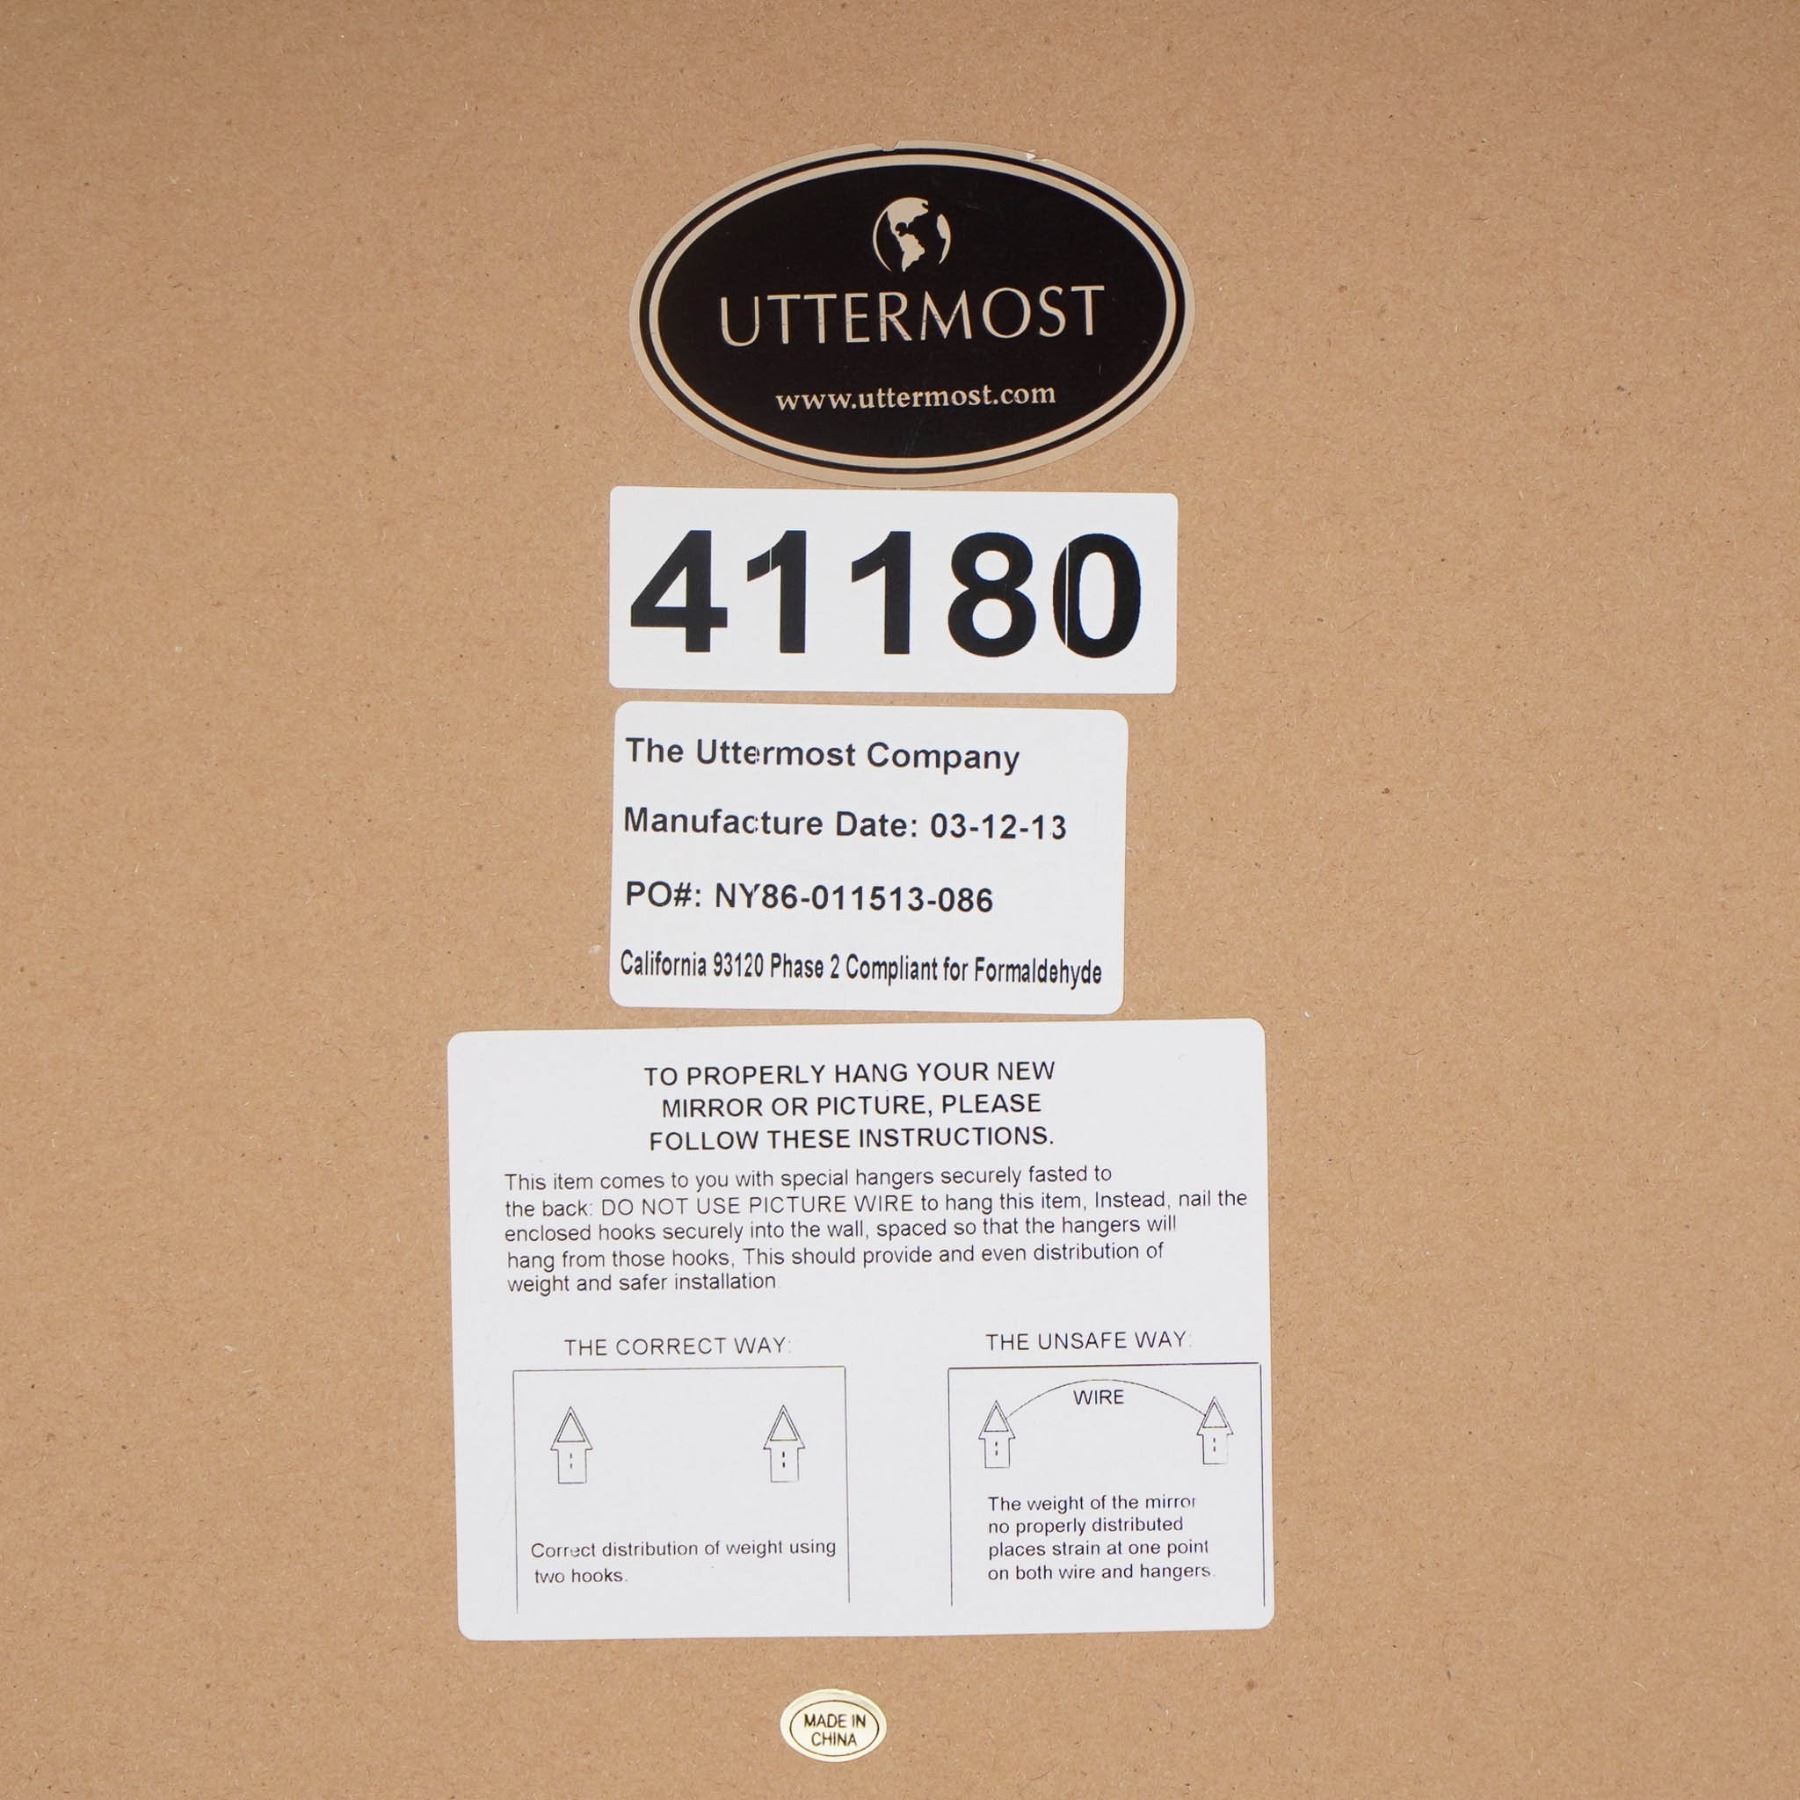 UTTERMOST
www.uttermost.com
41180
The Uttermost Company
Manufacture Date: 03-12-13
PO#: NY86-011513-086
California 93120 Phase 2 Compliant for Formaldehyde
TO PROPERLY HANG YOUR NEW
MIRROR OR PICTURE, PLEASE
FOLLOW THESE INSTRUCTIONS.
This item comes to you with special hangers securely fasted to
the back: DO NOT USE PICTURE WIRE to hang this item, Instead, nail the
enclosed hooks securely into the wall, spaced so that the hangers will
hang from those hooks, This should provide and even distribution of
weight and safer installation.
THE CORRECT WAY:
Correct distribution of weight using
two hooks.
THE UNSAFE WAY:
WIRE
The weight of the mirror
no properly distributed
places strain at one point
on both wire and hangers.
MADE IN
CHINA